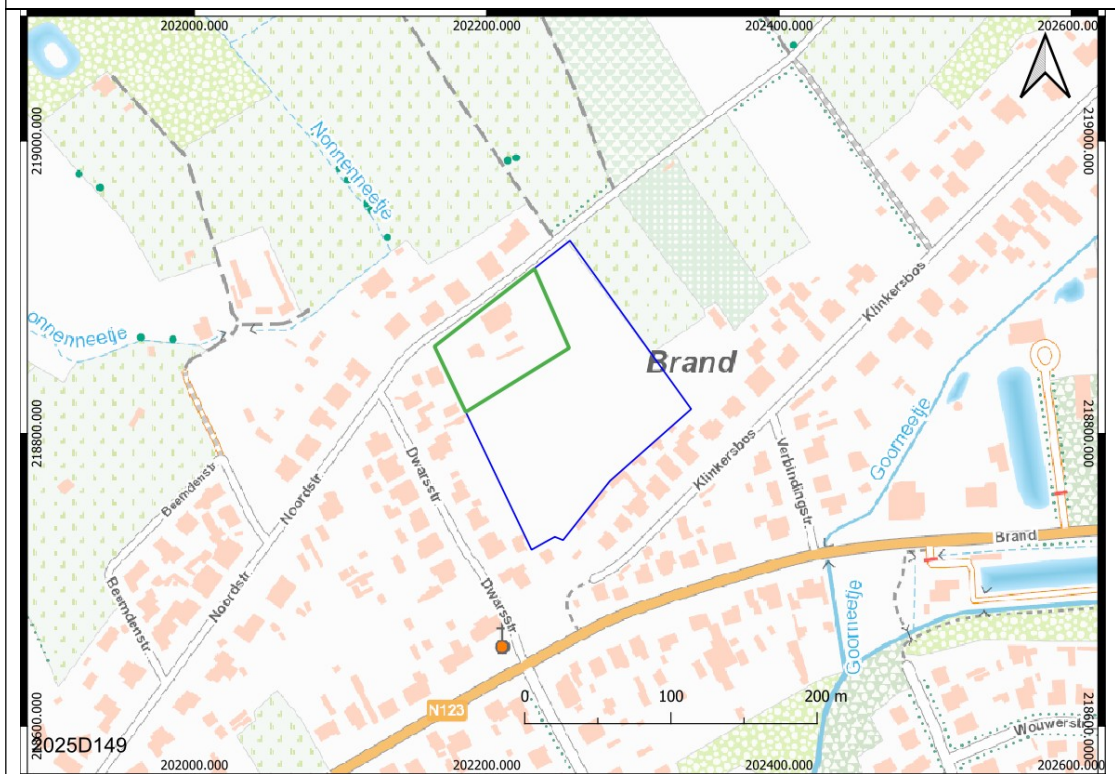 202000.000
202200.000
202400.000
202600.000
219000.000
219000.000
Nonnenneetje
onnenneetje
Brand
Klinkersbos
Klinkersbos
Goorneetje
218800.000
218800.000
Dwarsstr
Verbindingstr
Beemdenstr
Noordstr
Brand
Beemdenstr
Noordstr
Dwarsstr
Goorneetje
0 100 200 m
N123
218600.000
218600.000
2025D149
Wouwerstr
202000.000
202200.000
202400.000
202600.000